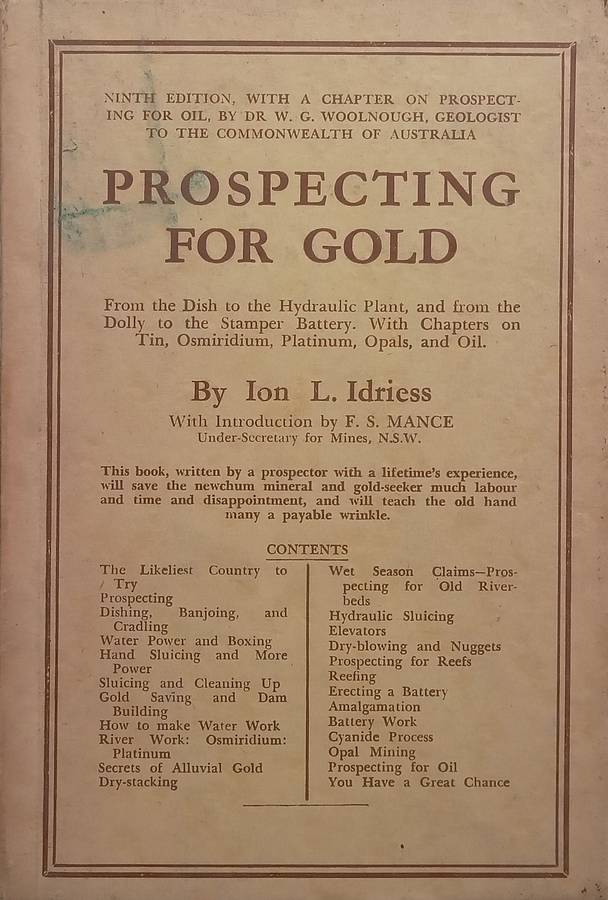 NINTH EDITION, WITH A CHAPTER ON PROSPECT-
ING FOR OIL, BY DR W. G. WOOLNOUGH, GEOLOGIST
TO THE COMMONWEALTH OF AUSTRALIA
PROSPECTING
FOR GOLD
From the Dish to the Hydraulic Plant, and from the
Dolly to the Stamper Battery. With Chapters on
Tin, Osmiridium, Platinum, Opals, and Oil.
By Ion L. Idriess
With Introduction by F. S. MANCE
Under-Secretary for Mines, N.S.W.
This book, written by a prospector with a lifetime's experience,
will save the newchum mineral and gold-seeker much labour
and time and disappointment, and will teach the old hand
many a payable wrinkle.
CONTENTS
The Likeliest Country to
Try
Prospecting
Dishing, Banjoing, and
Cradling
Water Power and Boxing
Hand Sluicing and More
Power
Sluicing and Cleaning Up
Gold Saving and Dam
Building
How to make Water Work
River Work: Osmiridium:
Platinum
Secrets of Alluvial Gold
Dry-stacking
Wet Season Claims—Pros-
pecting for Old River-
beds
Hydraulic Sluicing
Elevators
Dry-blowing and Nuggets
Prospecting for Reefs
Reefing
Erecting a Battery
Amalgamation
Battery Work
Cyanide Process
Opal Mining
Prospecting for Oil
You Have a Great Chance